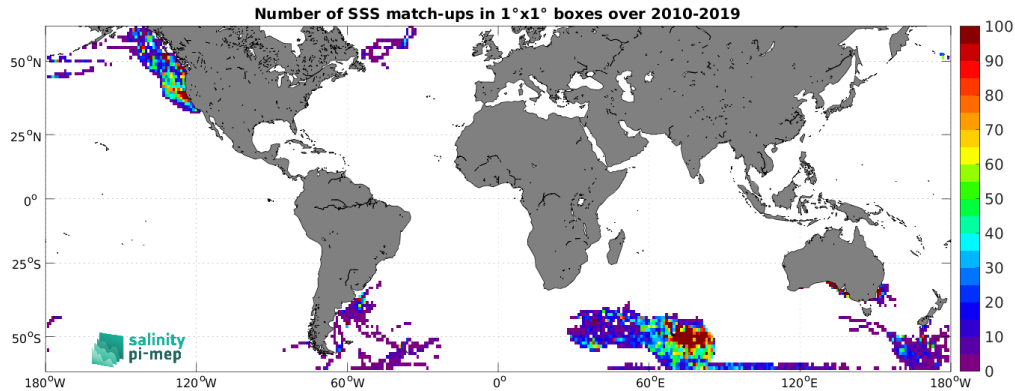 Number of SSS match-ups in 1°x1° boxes over 2010-2019
50°N
25°N
0°
25°S
50°S
180°W
120°W
60°W
0°
60°E
120°E
180°W
100
90
80
70
60
50
40
30
20
10
0
salinity
pi-mep